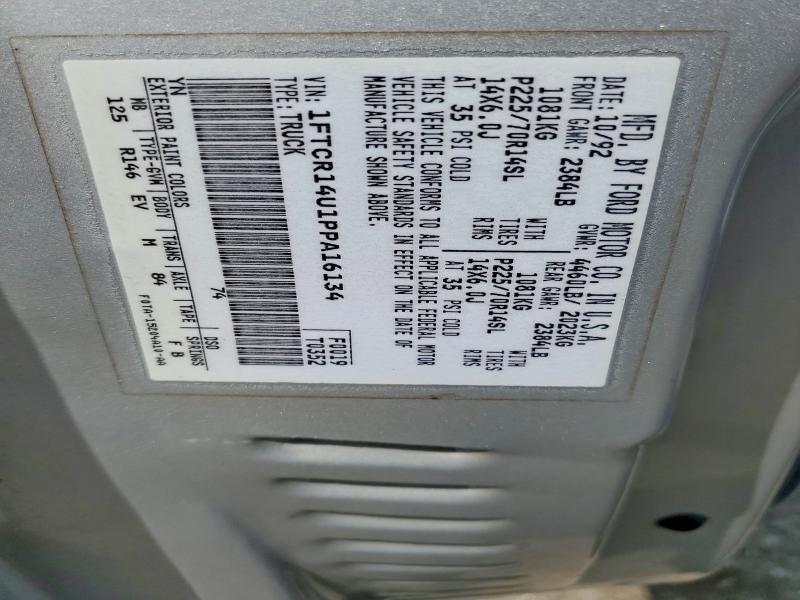 MFD. BY FORD MOTOR CO. IN U.S.A.
DATE: 10/92 GVWR: 4460LB/ 2023KG
FRONT GAWR: 2384LB REAR GAWR: 2384LB
1081KG WITH 1081KG WITH
P225/70R14SL TIRES P225/70R14SL TIRES
14X6.0J RIMS 14X6.0J RIMS
AT 35 PSI COLD AT 35 PSI COLD
THIS VEHICLE CONFORMS TO ALL APPLICABLE FEDERAL MOTOR
VEHICLE SAFETY STANDARDS IN EFFECT ON THE DATE OF
MANUFACTURE SHOWN ABOVE.
VIN: 1FTCR14U1PPA16134 F0019
TYPE: TRUCK T0352
YN 74
EXTERIOR PAINT COLORS DSO
WB TYPE-GVM BODY TRANS AXLE TAPE SPRINGS
125 R146 EV M 84 F B
F0TA-15204A10-AA